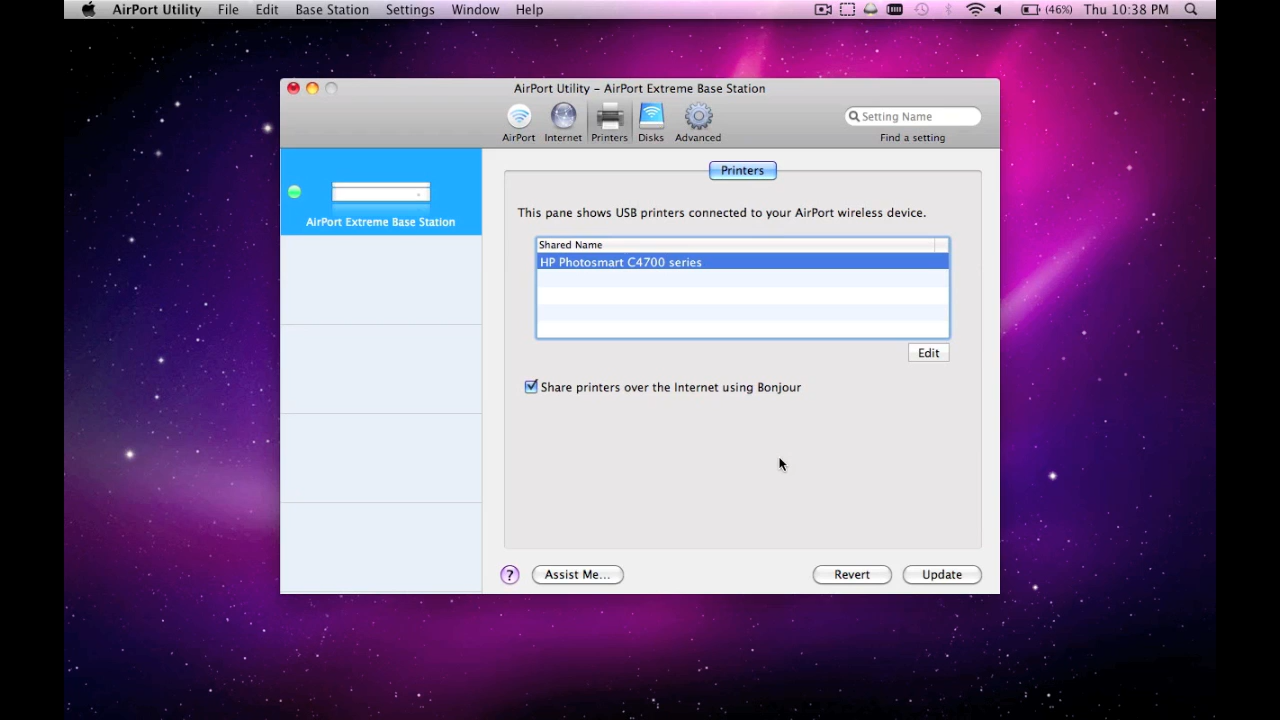 AirPort Utility File Edit Base Station Settings Window Help (46%) Thu 10:38 PM
AirPort Utility – AirPort Extreme Base Station
AirPort Internet Printers Disks Advanced
Setting Name
Find a setting
AirPort Extreme Base Station
Printers
This pane shows USB printers connected to your AirPort wireless device.
Shared Name
HP Photosmart C4700 series
Edit
Share printers over the Internet using Bonjour
? Assist Me... Revert Update